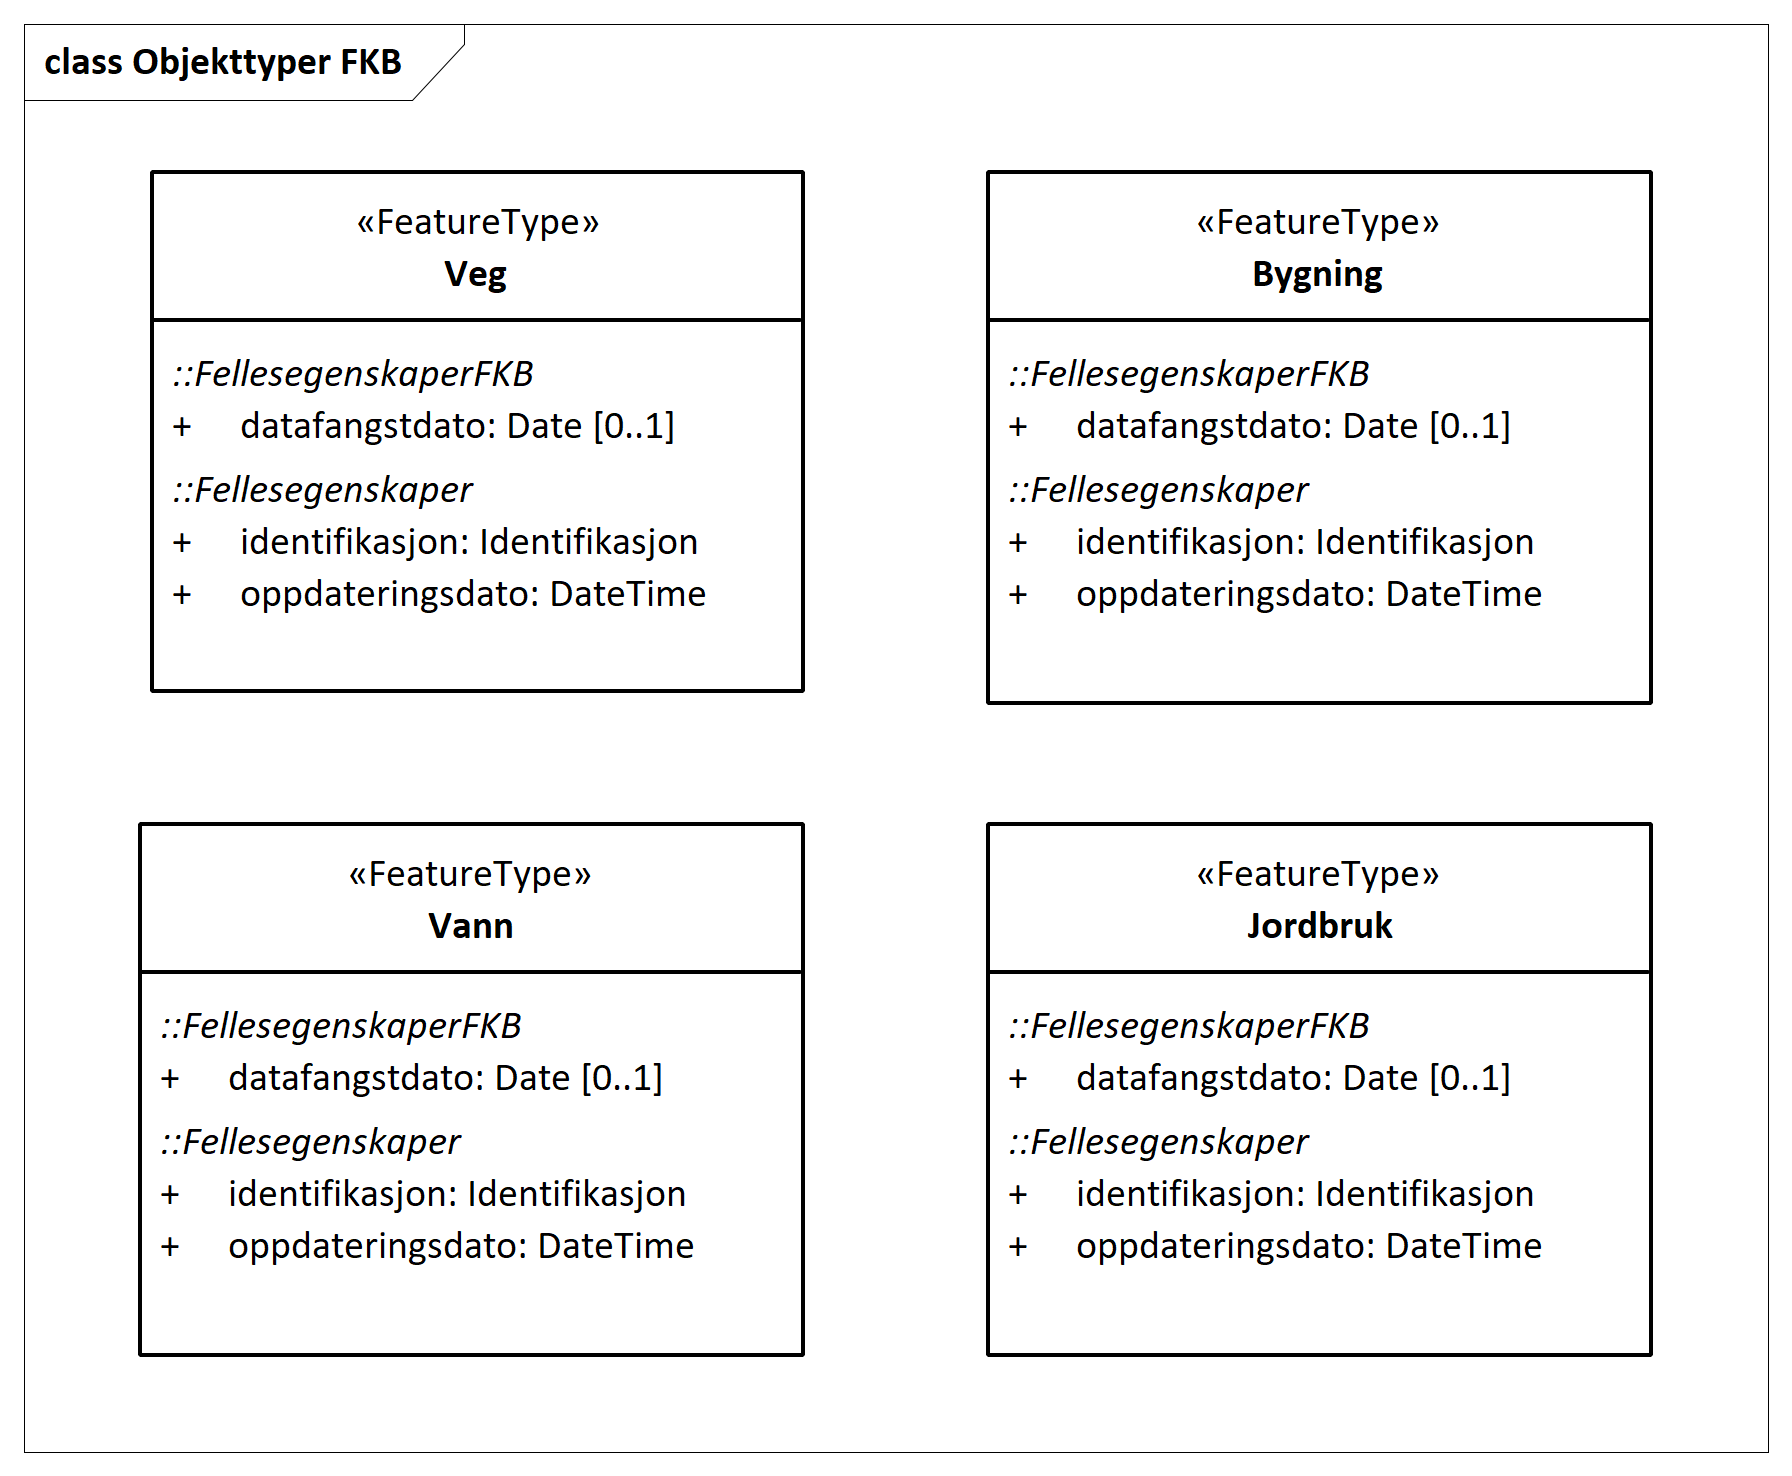 class Objekttyper FKB
«FeatureType»
Veg
::FellesegenskaperFKB
+ datafangstdato: Date [0..1]
::Fellesegenskaper
+ identifikasjon: Identifikasjon
+ oppdateringsdato: DateTime
«FeatureType»
Bygning
::FellesegenskaperFKB
+ datafangstdato: Date [0..1]
::Fellesegenskaper
+ identifikasjon: Identifikasjon
+ oppdateringsdato: DateTime
«FeatureType»
Vann
::FellesegenskaperFKB
+ datafangstdato: Date [0..1]
::Fellesegenskaper
+ identifikasjon: Identifikasjon
+ oppdateringsdato: DateTime
«FeatureType»
Jordbruk
::FellesegenskaperFKB
+ datafangstdato: Date [0..1]
::Fellesegenskaper
+ identifikasjon: Identifikasjon
+ oppdateringsdato: DateTime